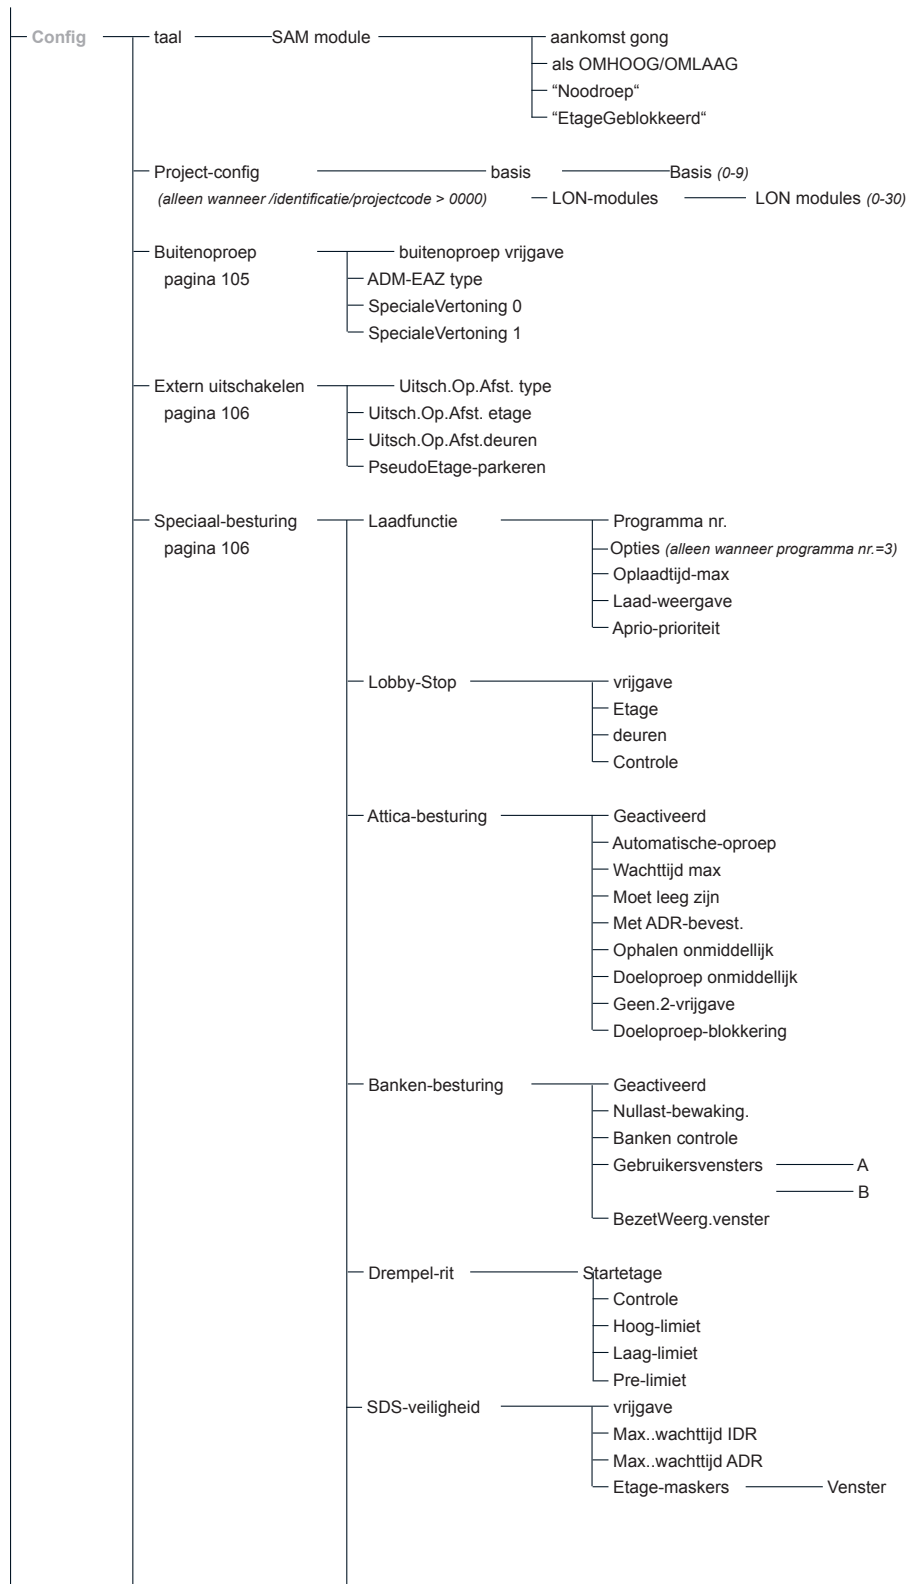 Config taal SAM module aankomst gong
als OMHOOG/OMLAAG
“Noodroep“
“EtageGeblokkeerd“
Project-config basis Basis (0-9)
(alleen wanneer /identificatie/projectcode > 0000) LON-modules LON modules (0-30)
Buitenoproep buitenoproep vrijgave
pagina 105 ADM-EAZ type
SpecialeVertoning 0
SpecialeVertoning 1
Extern uitschakelen Uitsch.Op.Afst. type
pagina 106 Uitsch.Op.Afst. etage
Uitsch.Op.Afst.deuren
PseudoEtage-parkeren
Speciaal-besturing Laadfunctie Programma nr.
pagina 106 Opties (alleen wanneer programma nr.=3)
Oplaadtijd-max
Laad-weergave
Aprio-prioriteit
Lobby-Stop vrijgave
Etage
deuren
Controle
Attica-besturing Geactiveerd
Automatische-oproep
Wachttijd max
Moet leeg zijn
Met ADR-bevest.
Ophalen onmiddellijk
Doeloproep onmiddellijk
Geen.2-vrijgave
Doeloproep-blokkering
Banken-besturing Geactiveerd
Nullast-bewaking.
Banken controle
Gebruikersvensters A
B
BezetWeerg.venster
Drempel-rit Startetage
Controle
Hoog-limiet
Laag-limiet
Pre-limiet
SDS-veiligheid vrijgave
Max..wachttijd IDR
Max..wachttijd ADR
Etage-maskers Venster